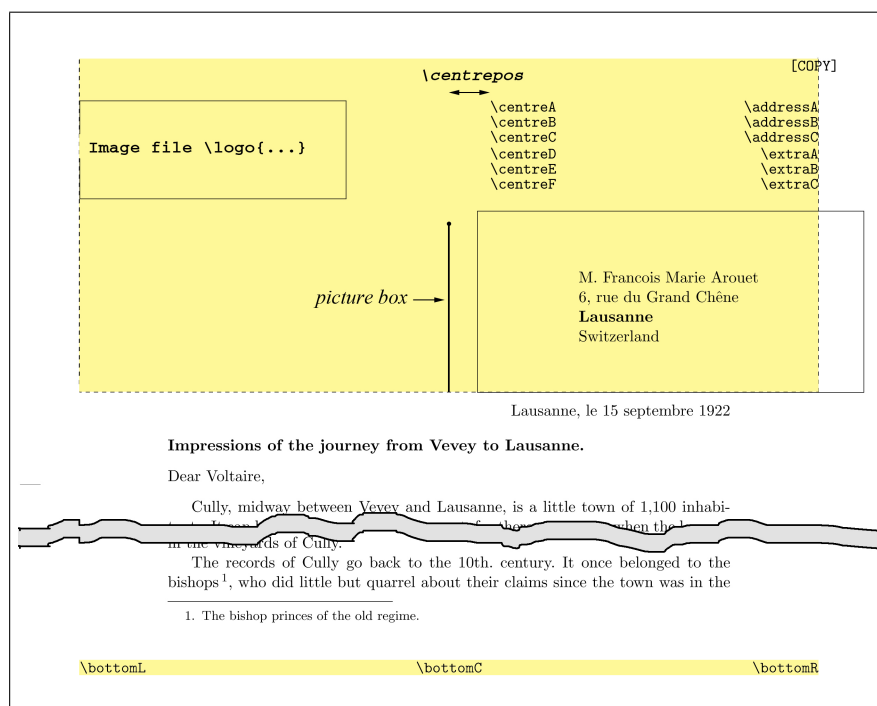 [COPY]
\centrepos
\centreA \addressA
\centreB \addressB
\centreC \addressC
Image file \logo{...}
\centreD \extraA
\centreE \extraB
\centreF \extraC
M. Francois Marie Arouet
picture box
6, rue du Grand Chêne
Lausanne
Switzerland
Lausanne, le 15 septembre 1922
Impressions of the journey from Vevey to Lausanne.
Dear Voltaire,
Cully, midway between Vevey and Lausanne, is a little town of 1,100 inhabi-
when the
in the vineyards of Cully.
The records of Cully go back to the 10th. century. It once belonged to the
bishops 1, who did little but quarrel about their claims since the town was in the
1. The bishop princes of the old regime.
\bottomL \bottomC \bottomR